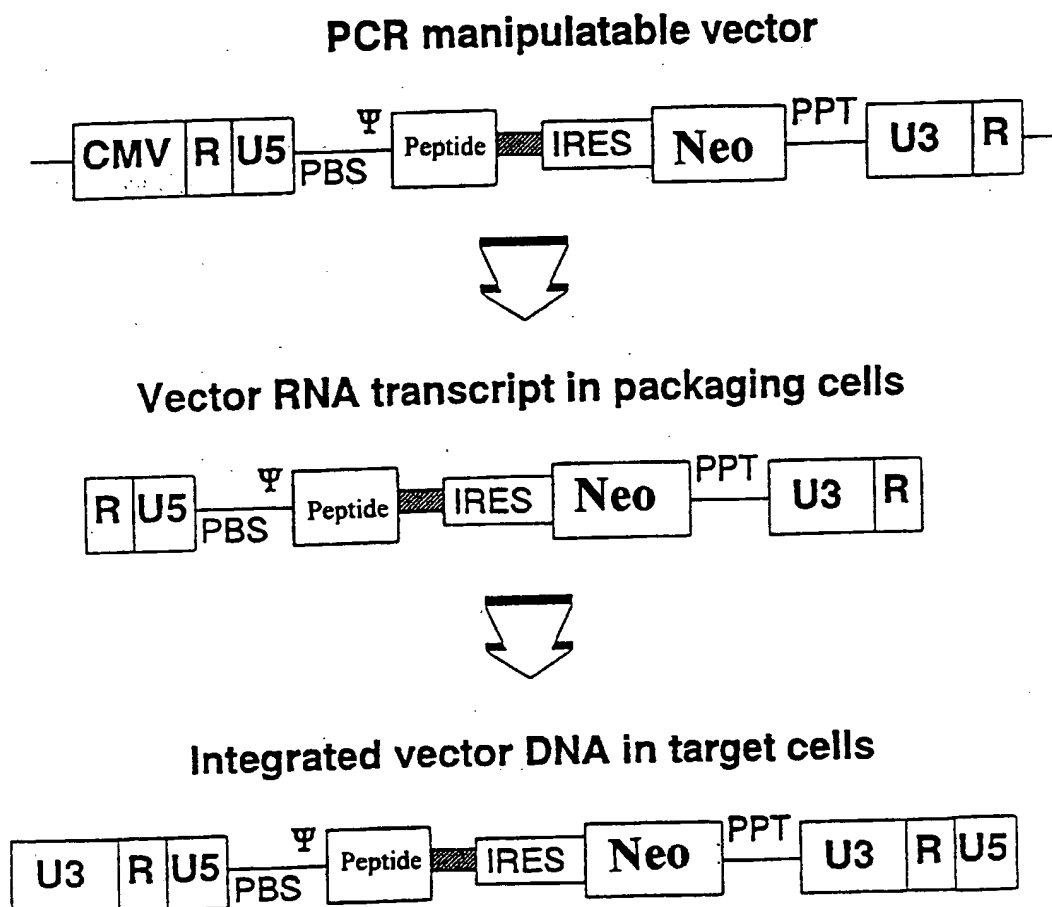 PCR manipulatable vector
CMV R U5 PBS Ψ Peptide IRES Neo PPT U3 R
Vector RNA transcript in packaging cells
R U5 PBS Ψ Peptide IRES Neo PPT U3 R
Integrated vector DNA in target cells
U3 R U5 PBS Ψ Peptide IRES Neo PPT U3 R U5